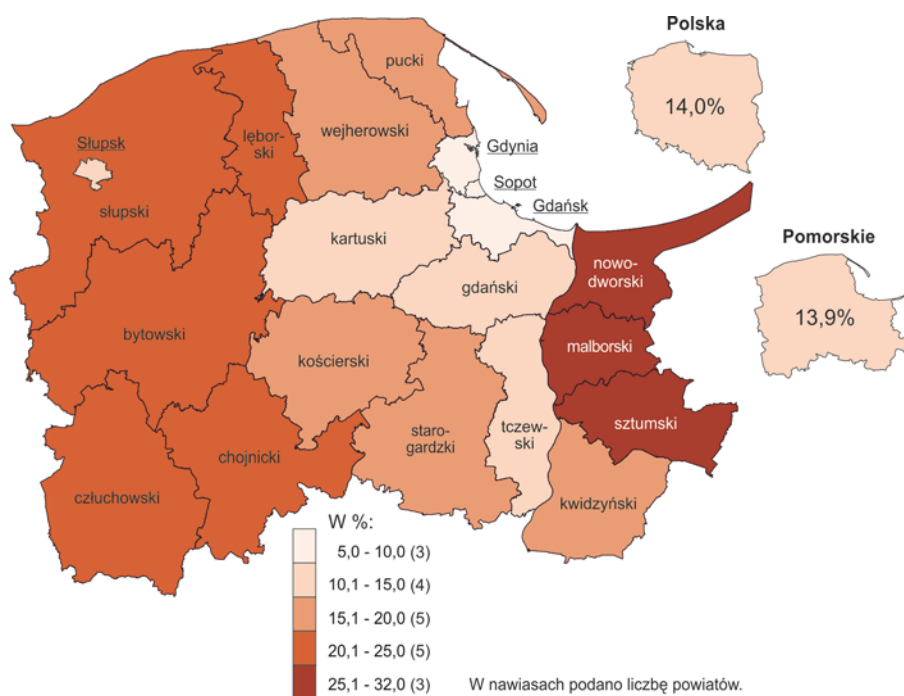 Polska
14,0%
pucki
wejherowski
lębor-
ski
Słupsk
słupski
Gdynia
Sopot
Gdańsk
kartuski
gdański
nowo-
dworski
Pomorskie
13,9%
bytowski
malborski
kościerski
sztumski
staro-
gardzki
tczew-
ski
chojnicki
człuchowski
kwidzyński
W %:
5,0 - 10,0 (3)
10,1 - 15,0 (4)
15,1 - 20,0 (5)
20,1 - 25,0 (5)
25,1 - 32,0 (3)
W nawiasach podano liczbę powiatów.